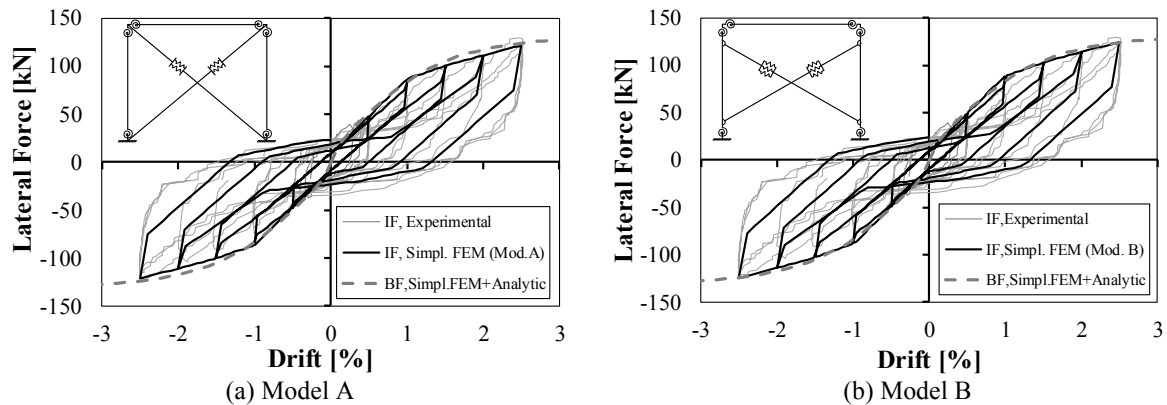 Lateral Force [kN]
150
100
50
0
-50
-100
-150
IF, Experimental
IF, Simpl. FEM (Mod.A)
BF,Simpl.FEM+Analytic
-3 -2 -1 0 1 2 3
Drift [%]
(a) Model A
Lateral Force [kN]
150
100
50
0
-50
-100
-150
IF,Experimental
IF,Simpl. FEM (Mod. B)
BF,Simpl.FEM+Analytic
-3 -2 -1 0 1 2 3
Drift [%]
(b) Model B